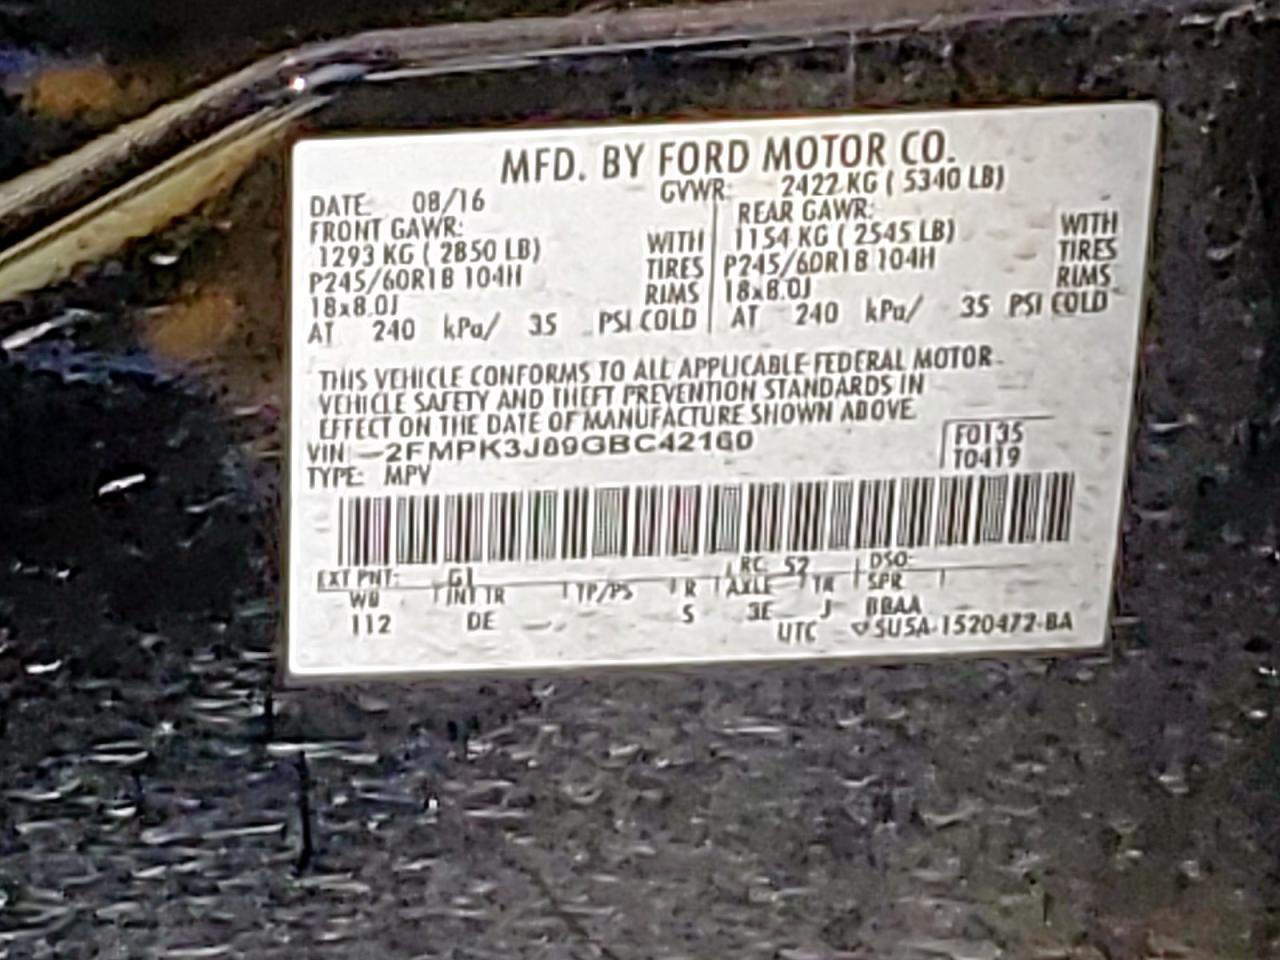 MFD. BY FORD MOTOR CO.
DATE: 08/16 GVWR: 2422 KG ( 5340 LB)
FRONT GAWR: REAR GAWR:
1293 KG ( 2850 LB) WITH 1154 KG ( 2545 LB) WITH
P245/60R18 104H TIRES P245/60R18 104H TIRES
18x8.0J RIMS 18x8.0J RIMS
AT 240 kPa/ 35 PSI COLD AT 240 kPa/ 35 PSI COLD
THIS VEHICLE CONFORMS TO ALL APPLICABLE FEDERAL MOTOR
VEHICLE SAFETY AND THEFT PREVENTION STANDARDS IN
EFFECT ON THE DATE OF MANUFACTURE SHOWN ABOVE
VIN: 2FMPK3J89GBC42160 F0135
TYPE: MPV T0419
EXT PNT: G1 RC: 52 DSO:
WB INT TR TP/PS R AXLE TR SPR
112 DE S 3E J BBAA
UTC SU5A-1520472-BA